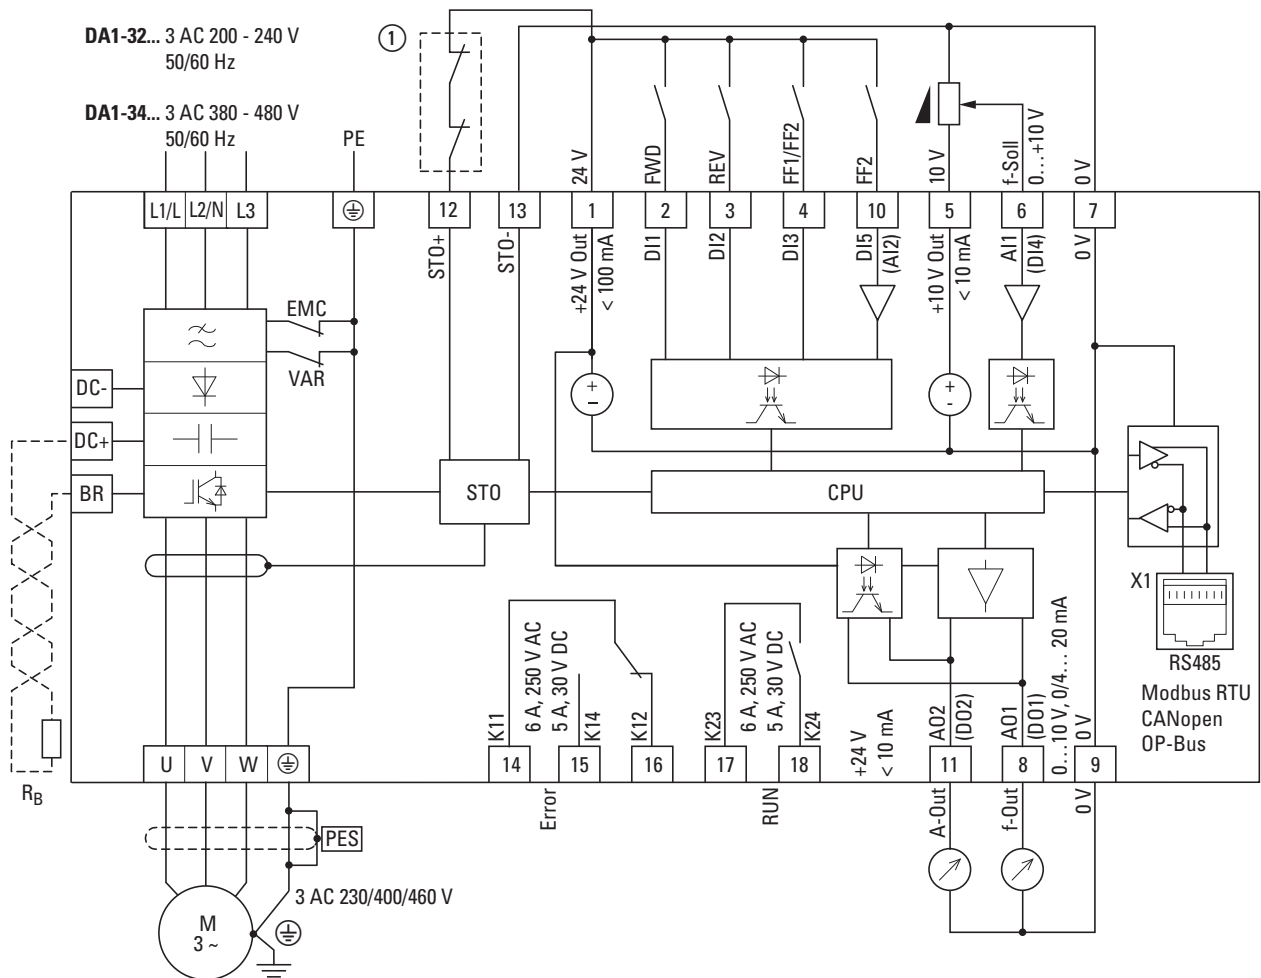 DA1-32... 3 AC 200 - 240 V
50/60 Hz
DA1-34... 3 AC 380 - 480 V
50/60 Hz
PE
1
24 V
FWD
REV
FF1/FF2
FF2
10 V
f-Soll
0…+10 V
0 V
L1/L L2/N L3
12 13 1 2 3 4 10 5 6 7
STO+
STO-
+24 V Out
< 100 mA
DI1
DI2
DI3
DI5
(AI2)
+10 V Out
< 10 mA
AI1
(DI4)
0 V
EMC
VAR
DC-
DC+
BR
+
–
+
-
STO
CPU
X1
RS485
Modbus RTU
CANopen
OP-Bus
K11
6 A, 250 V AC
5 A, 30 V DC
K14
K12
K23
6 A, 250 V AC
5 A, 30 V DC
K24
+24 V
< 10 mA
AO2
(DO2)
AO1
(DO1)
0…10 V, 0/4… 20 mA
0 V
U V W
14 15 16 17 18 11 8 9
RB
Error
RUN
A-Out
f-Out
0 V
PES
3 AC 230/400/460 V
M
3 ~